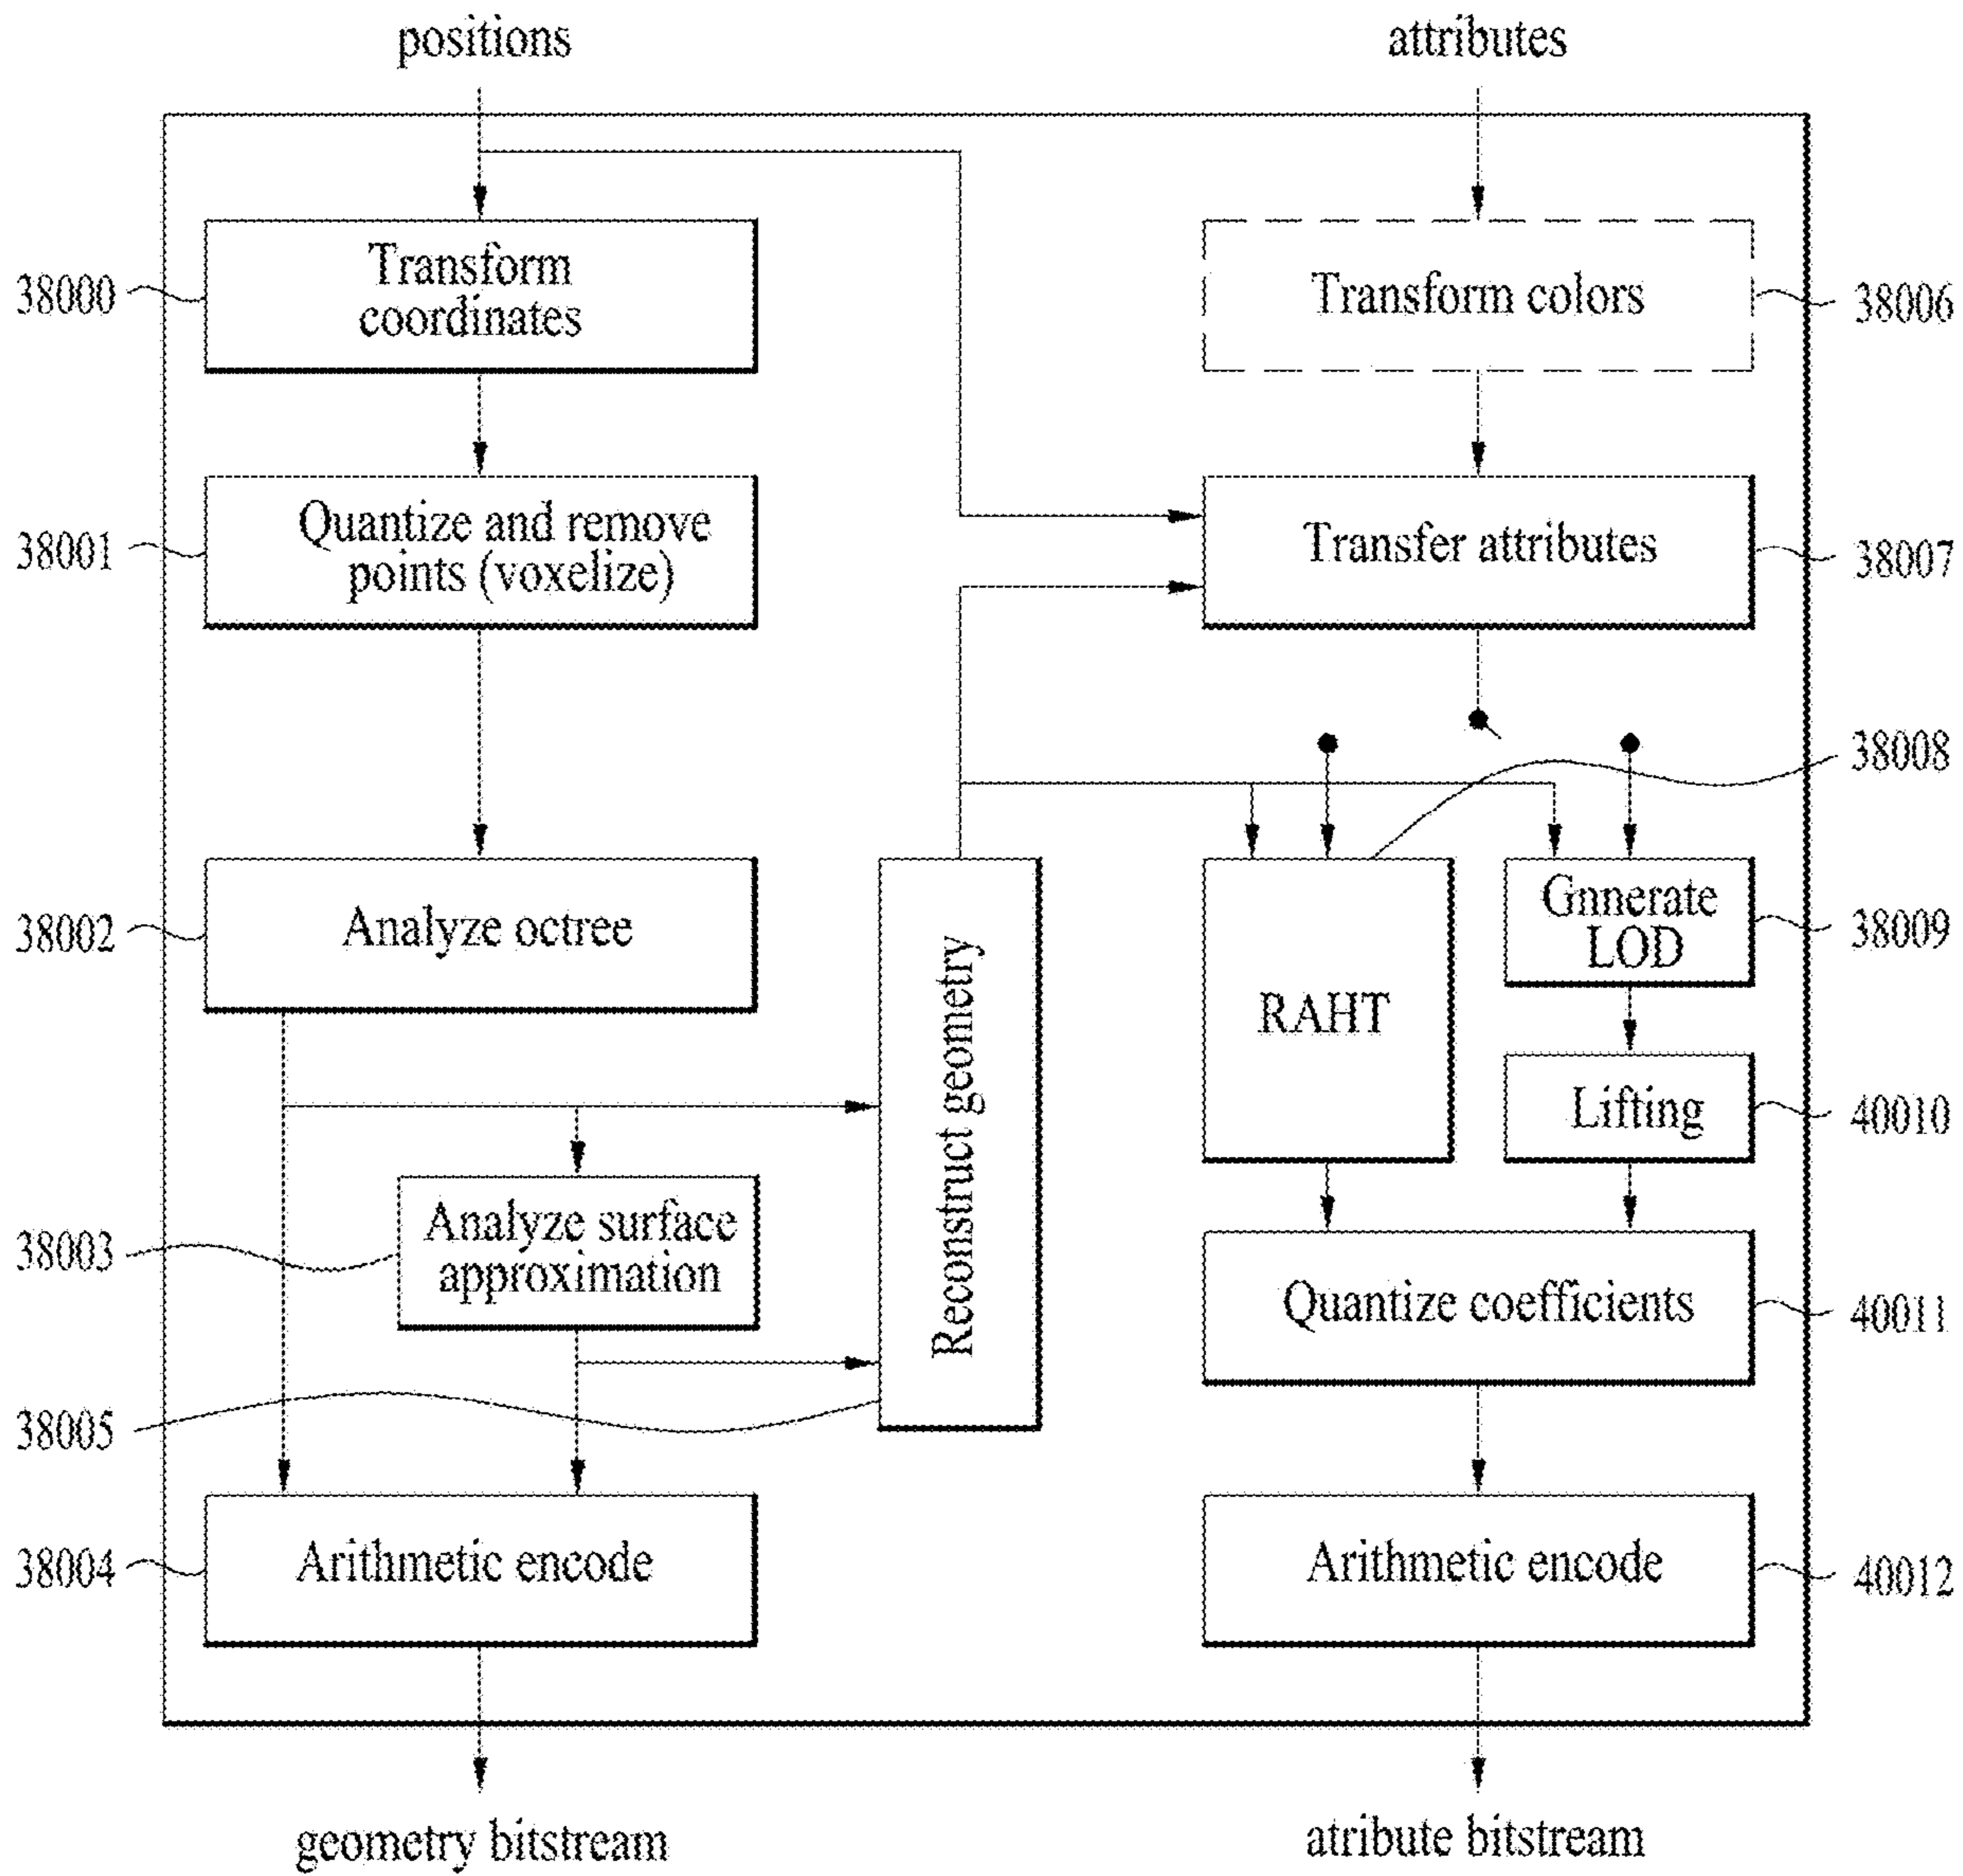 positions
attributes
Transform
coordinates
38000
Transform colors
38006
Quantize and remove
points (voxelize)
38001
Transfer attributes
38007
38008
Analyze octree
38002
Gnnerate
LOD
38009
RAHT
Reconstruct geometry
Lifting
40010
Analyze surface
approximation
38003
Quantize coefficients
40011
38005
Arithmetic encode
38004
Arithmetic encode
40012
geometry bitstream
atribute bitstream